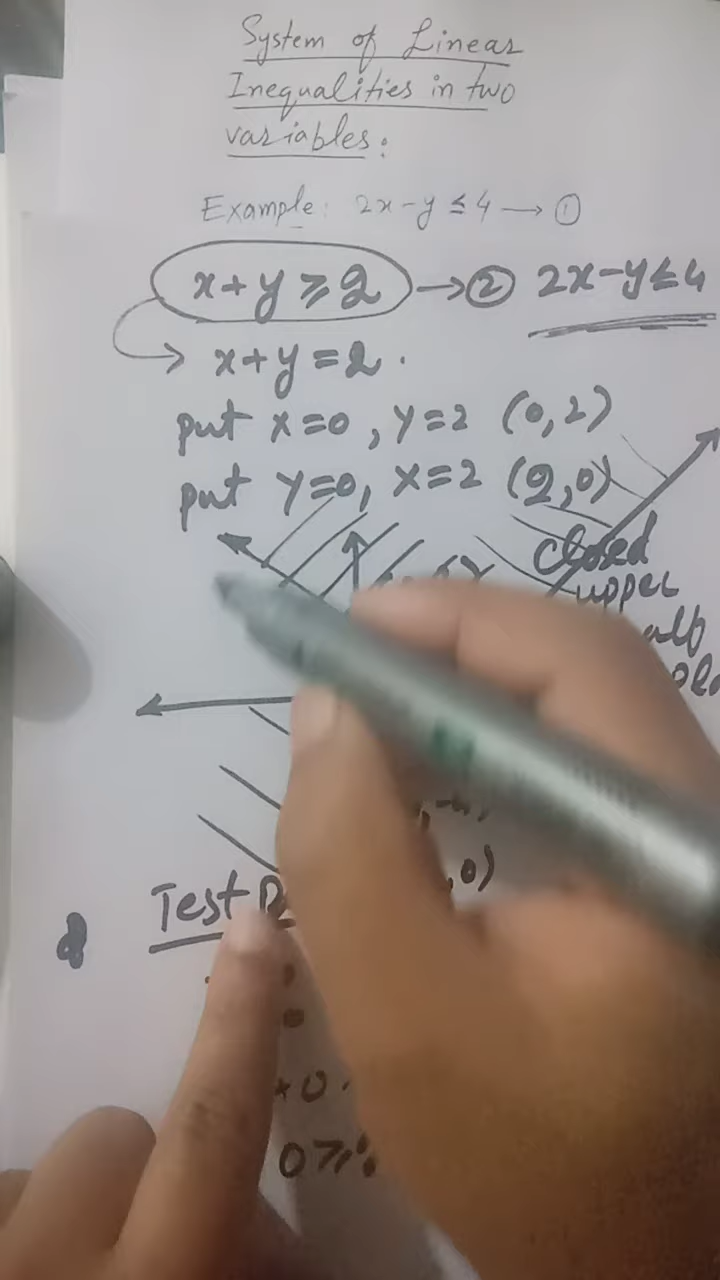 System of Linear
Inequalities in two
variables:
Example: 2x-y ≤ 4 → ①
x+y ≥ 2 → ② 2x-y ≤ 4
x+y = 2.
put x=0, y=2 (0,2)
put y=0, x=2 (2,0)
closed
upper
Test
0 ≥